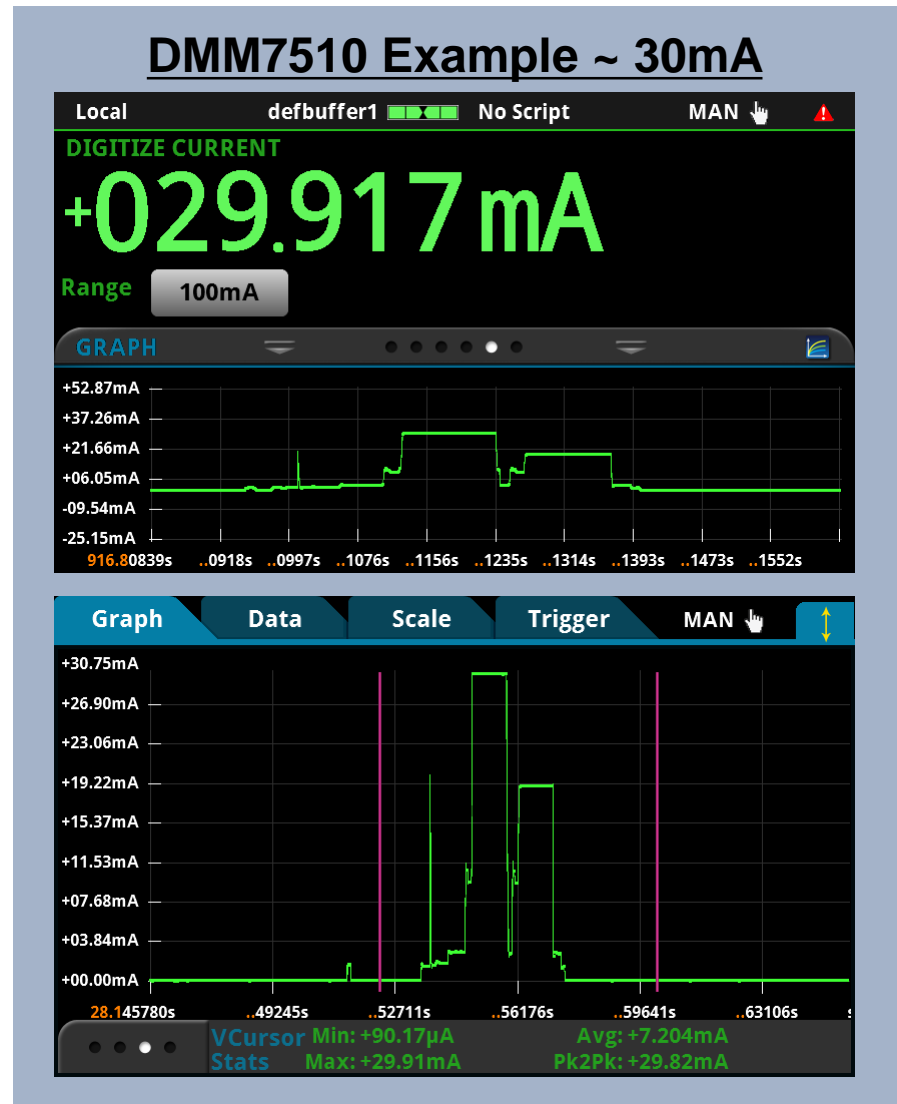 DMM7510 Example ~ 30mA
Local defbuffer1 No Script MAN
DIGITIZE CURRENT
+029.917 mA
Range 100mA
GRAPH
+52.87mA
+37.26mA
+21.66mA
+06.05mA
-09.54mA
-25.15mA
916.80839s ..0918s ..0997s ..1076s ..1156s ..1235s ..1314s ..1393s ..1473s ..1552s
Graph Data Scale Trigger MAN
+30.75mA
+26.90mA
+23.06mA
+19.22mA
+15.37mA
+11.53mA
+07.68mA
+03.84mA
+00.00mA
28.145780s ..49245s ..52711s ..56176s ..59641s ..63106s
VCursor Min: +90.17µA Avg: +7.204mA
Stats Max: +29.91mA Pk2Pk: +29.82mA